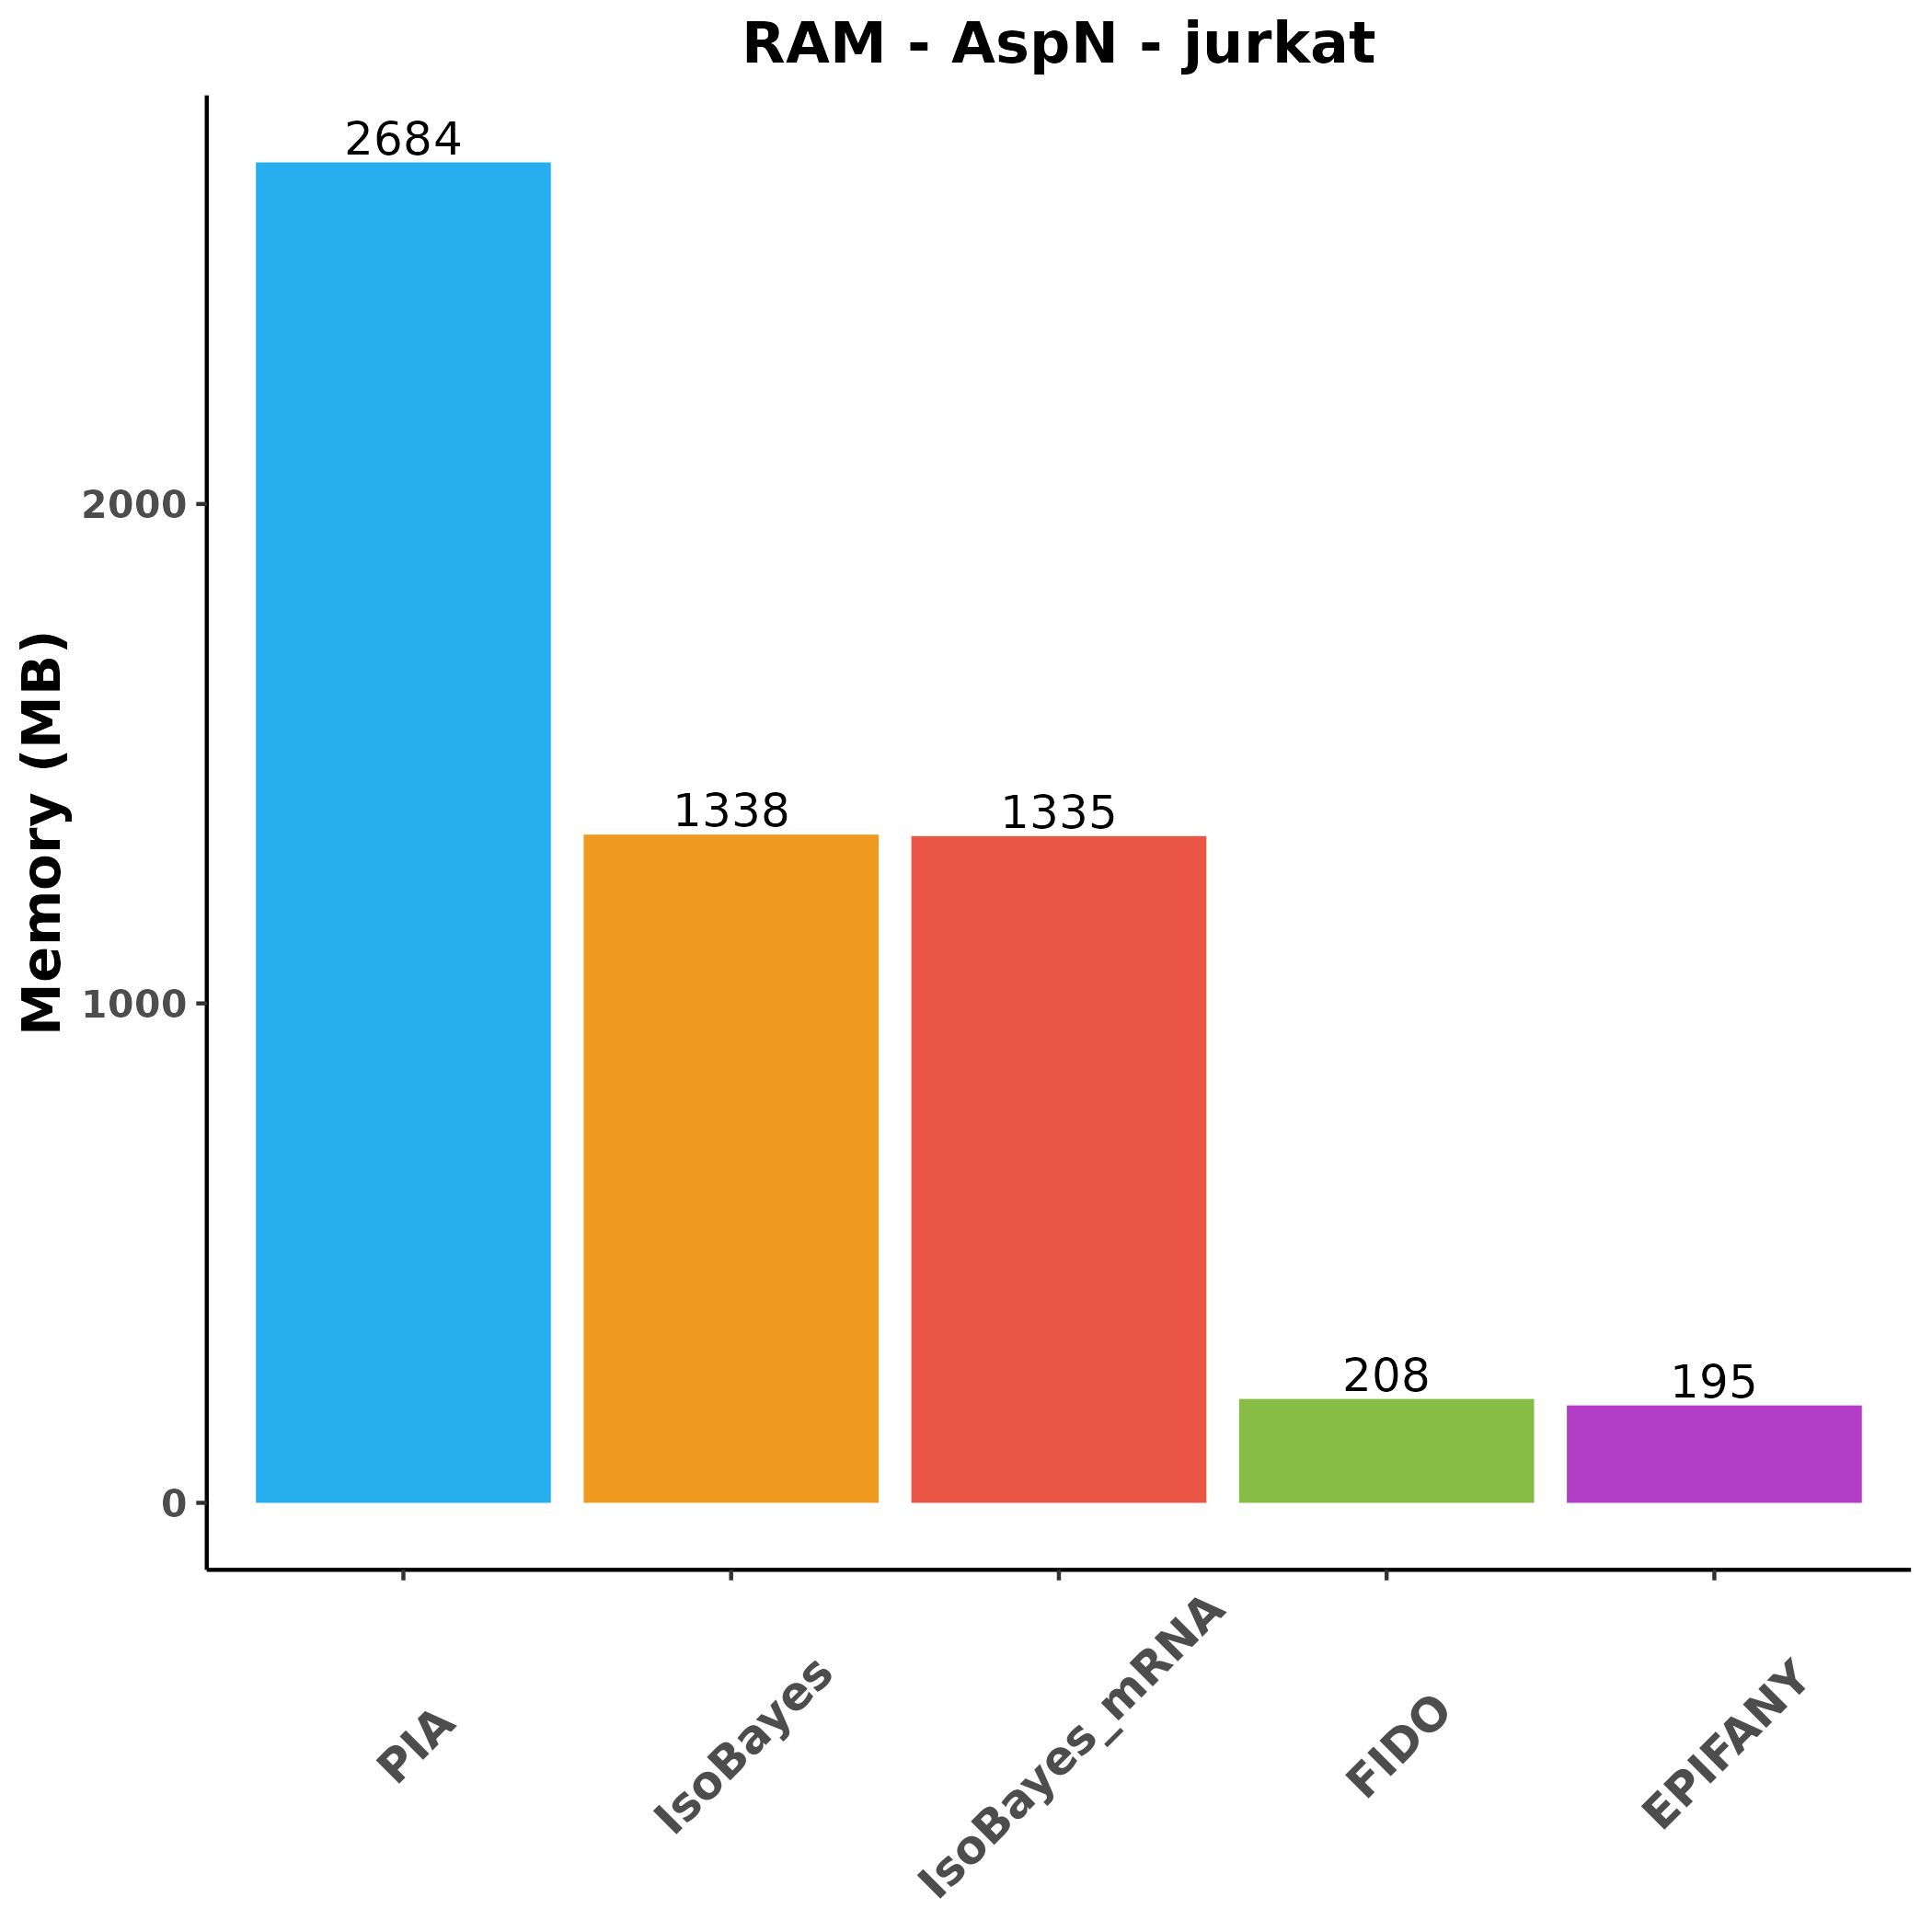 RAM - AspN - jurkat
Memory (MB)
2000
1000
0
2684
1338
1335
208
195
PIA
IsoBayes
IsoBayes_mRNA
FIDO
EPIFANY